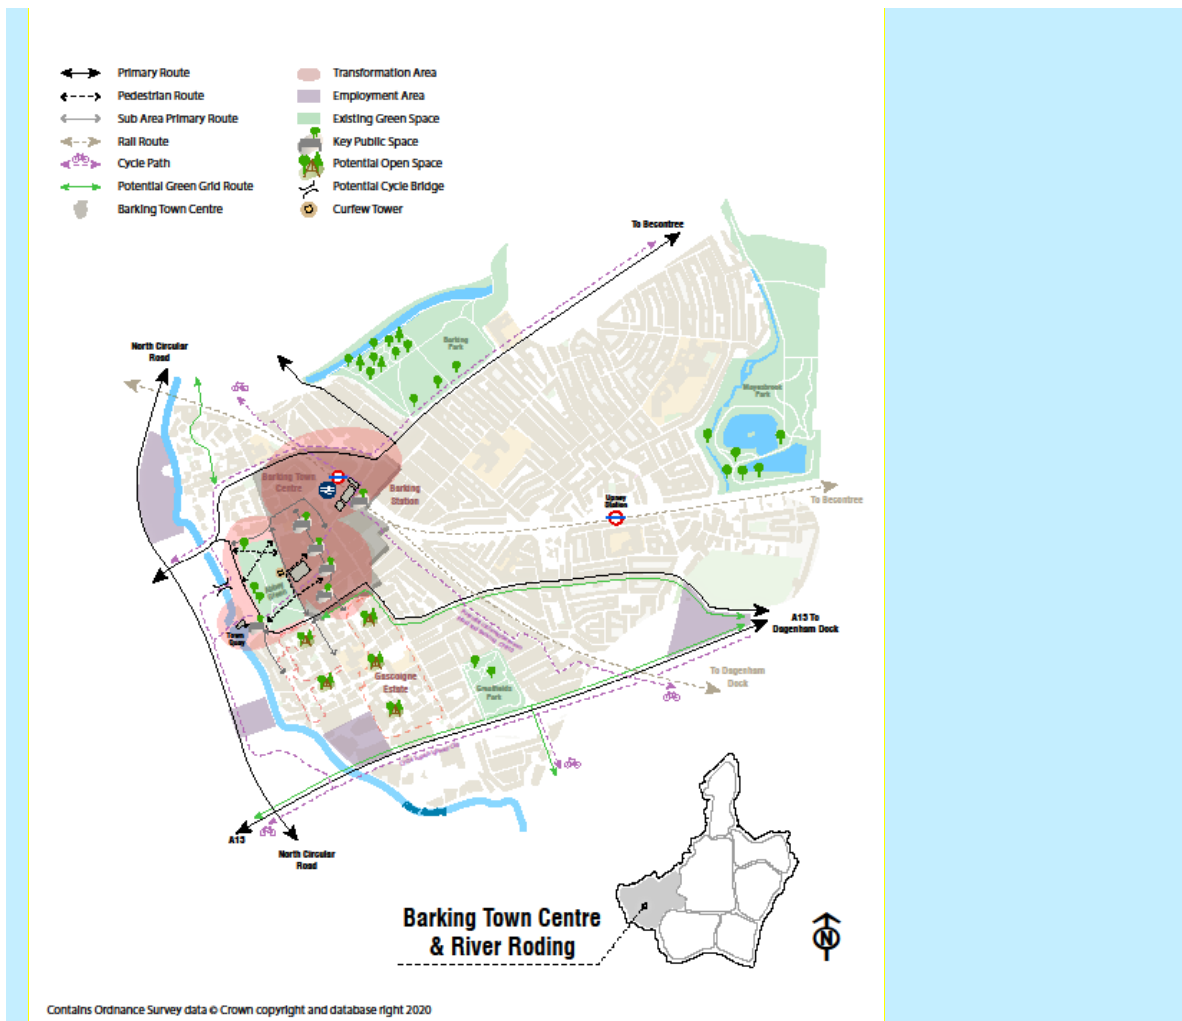 Primary Route
Pedestrian Route
Sub Area Primary Route
Rail Route
Cycle Path
Potential Green Grid Route
Barking Town Centre
Transformation Area
Employment Area
Existing Green Space
Key Public Space
Potential Open Space
Potential Cycle Bridge
Curfew Tower
To Becontree
North Circular
Road
Barking
Park
Mayesbrook
Park
Barking Town
Centre
Barking
Station
Upney
Station
To Becontree
Abbey
Green
Town
Quay
A13 To
Dagenham Dock
Gascoigne
Estate
Greatfields
Park
To Dagenham
Dock
A13
North Circular
Road
Barking Town Centre
& River Roding
N
Contains Ordnance Survey data © Crown copyright and database right 2020